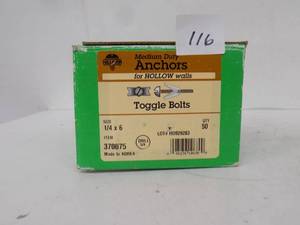 116
Medium Duty
Anchors
for HOLLOW walls
Toggle Bolts
SIZE
1/4 x 6
QTY
50
ITEM
370075
Made in KOREA